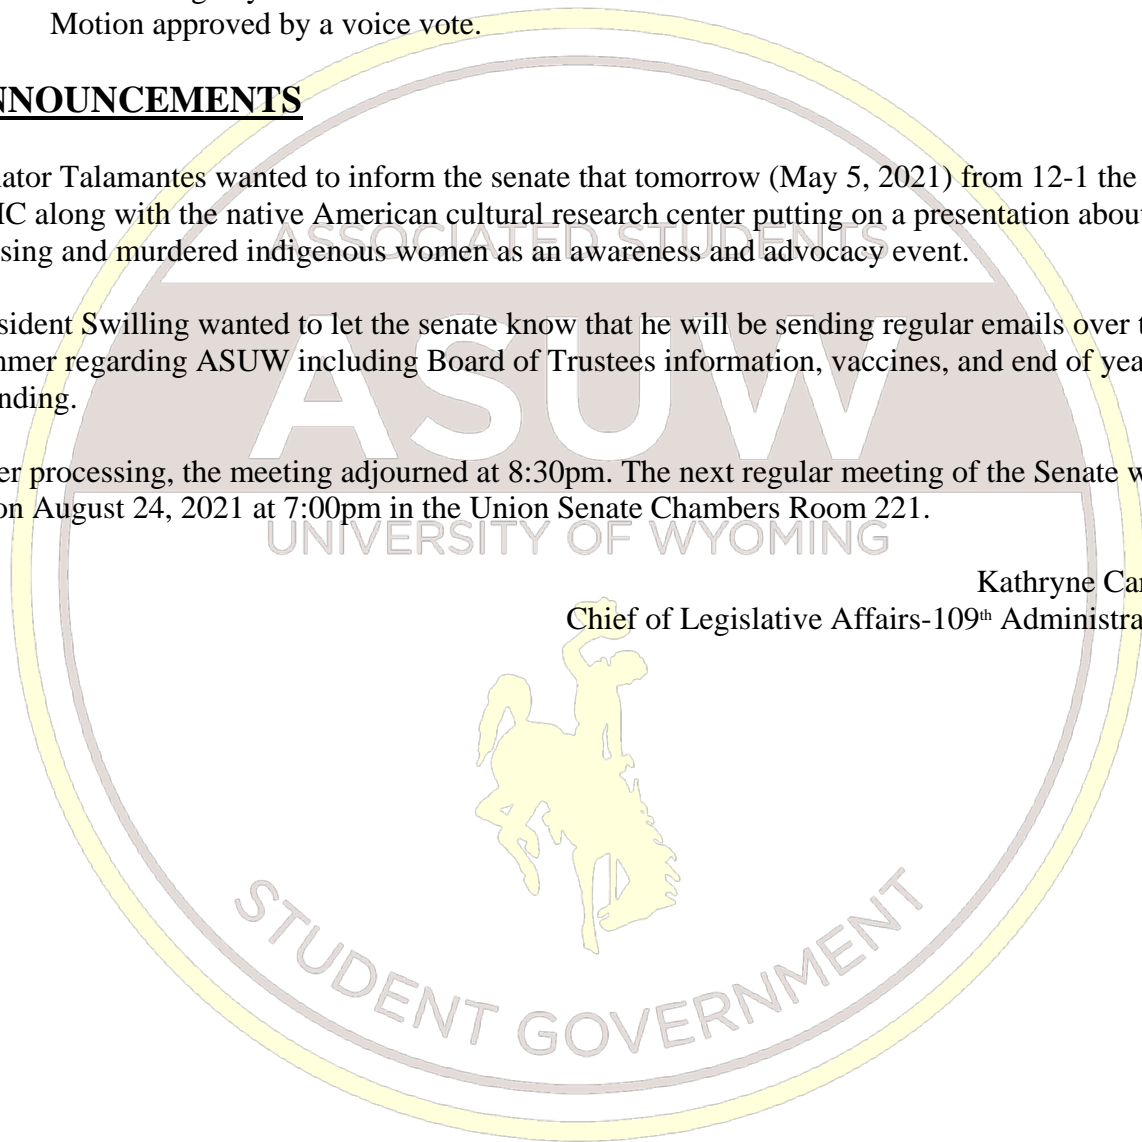 Motion approved by a voice vote.
NNOUNCEMENTS
ator Talamantes wanted to inform the senate that tomorrow (May 5, 2021) from 12-1 the
IC along with the native American cultural research center putting on a presentation about
sing and murdered indigenous women as an awareness and advocacy event.
sident Swilling wanted to let the senate know that he will be sending regular emails over t
mmer regarding ASUW including Board of Trustees information, vaccines, and end of yea
nding.
er processing, the meeting adjourned at 8:30pm. The next regular meeting of the Senate w
on August 24, 2021 at 7:00pm in the Union Senate Chambers Room 221.
Kathryne Car
Chief of Legislative Affairs-109th Administra
ASSOCIATED STUDENTS
ASUW
UNIVERSITY OF WYOMING
STUDENT GOVERNMENT